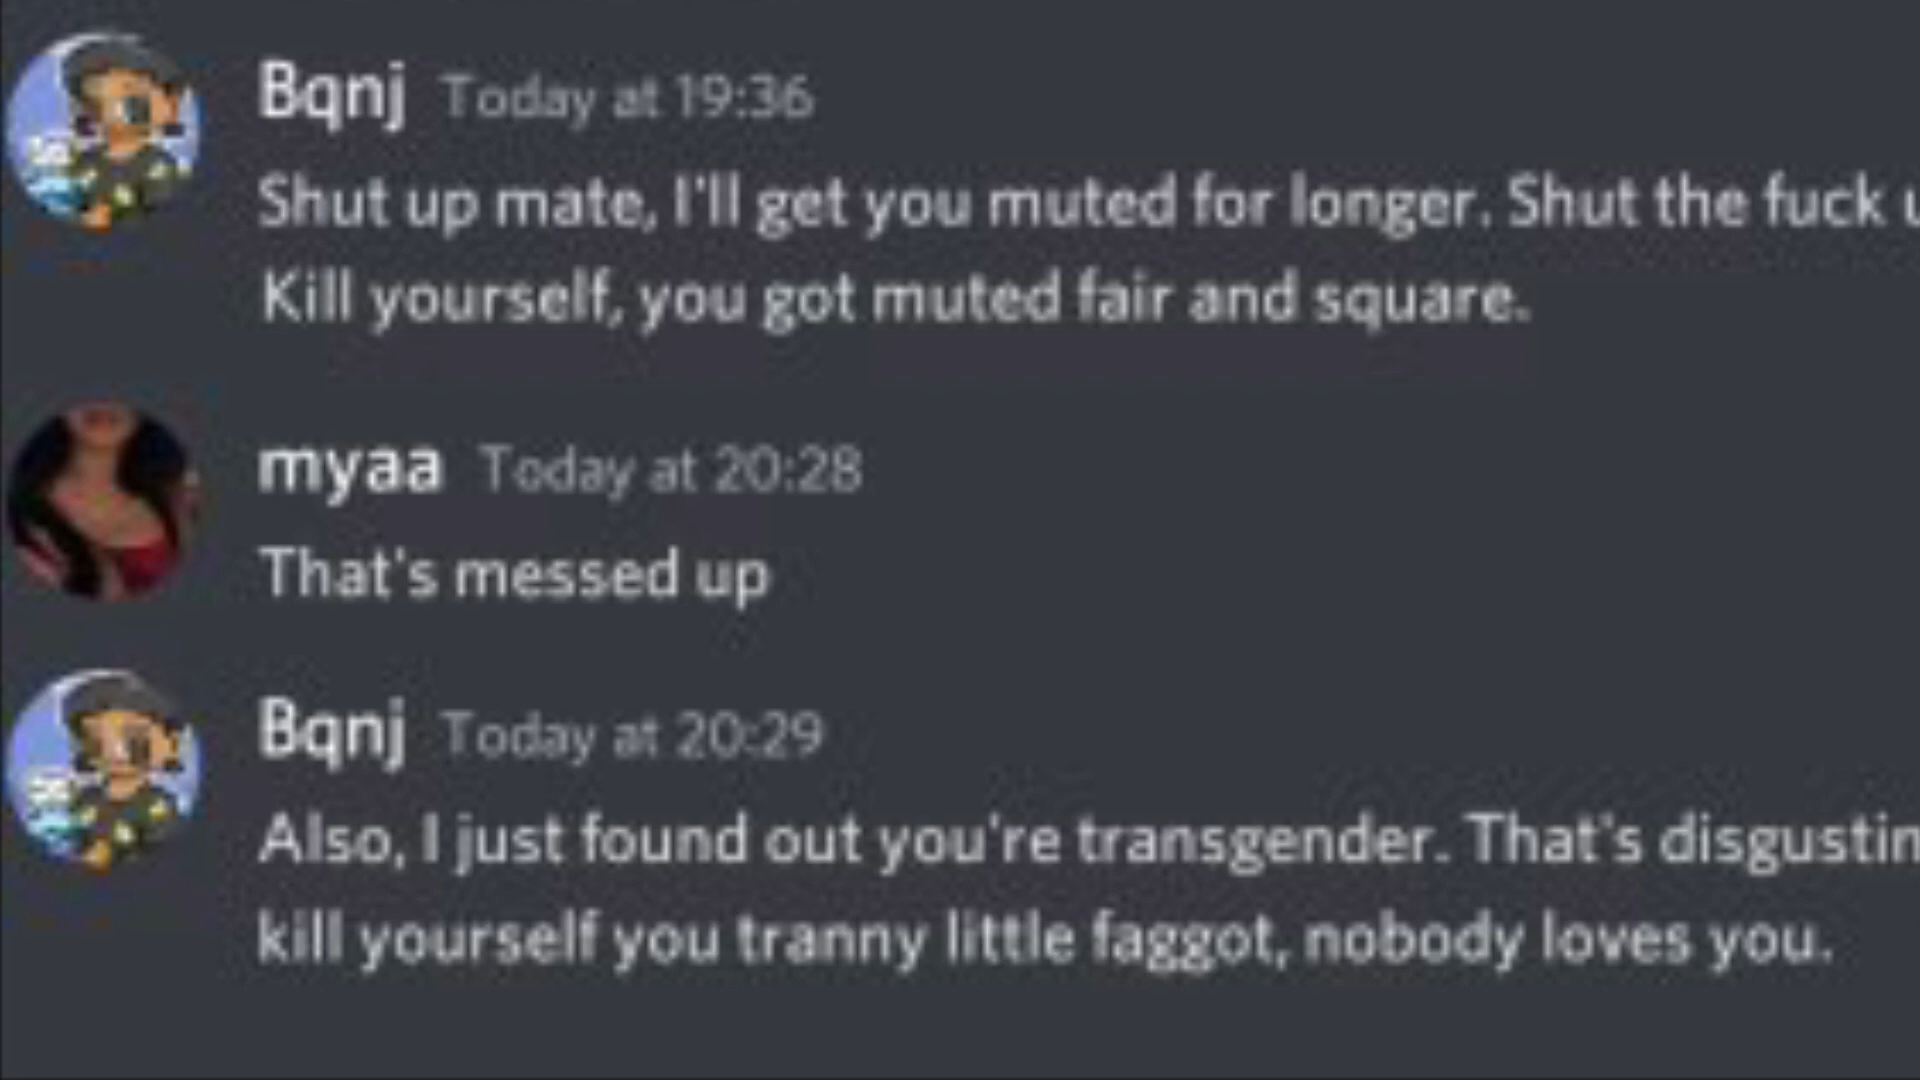 Bqnj Today at 19:36
Shut up mate, I'll get you muted for longer. Shut the fuck
Kill yourself, you got muted fair and square.
myaa Today at 20:28
That's messed up
Bqnj Today at 20:29
Also, I just found out you're transgender. That's disgustin
kill yourself you tranny little faggot, nobody loves you.